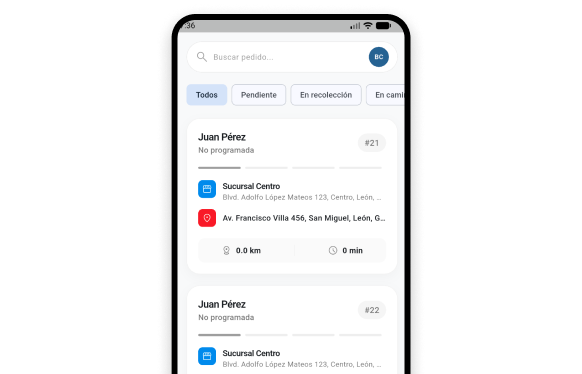 :36
Buscar pedido...
BC
Todos
Pendiente
En recolección
En camin
Juan Pérez
#21
No programada
Sucursal Centro
Blvd. Adolfo López Mateos 123, Centro, León, ...
Av. Francisco Villa 456, San Miguel, León, G...
0.0 km
0 min
Juan Pérez
#22
No programada
Sucursal Centro
Blvd. Adolfo López Mateos 123, Centro, León, ...